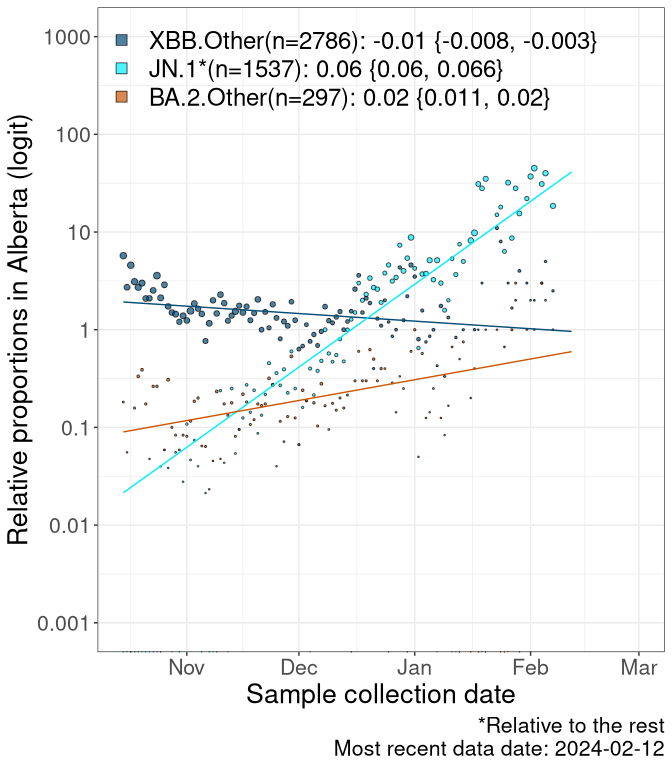 XBB.Other(n=2786): -0.01 {-0.008, -0.003}
JN.1*(n=1537): 0.06 {0.06, 0.066}
BA.2.Other(n=297): 0.02 {0.011, 0.02}
Relative proportions in Alberta (logit)
1000
100
10
1
0.1
0.01
0.001
Nov Dec Jan Feb Mar
Sample collection date
*Relative to the rest
Most recent data date: 2024-02-12